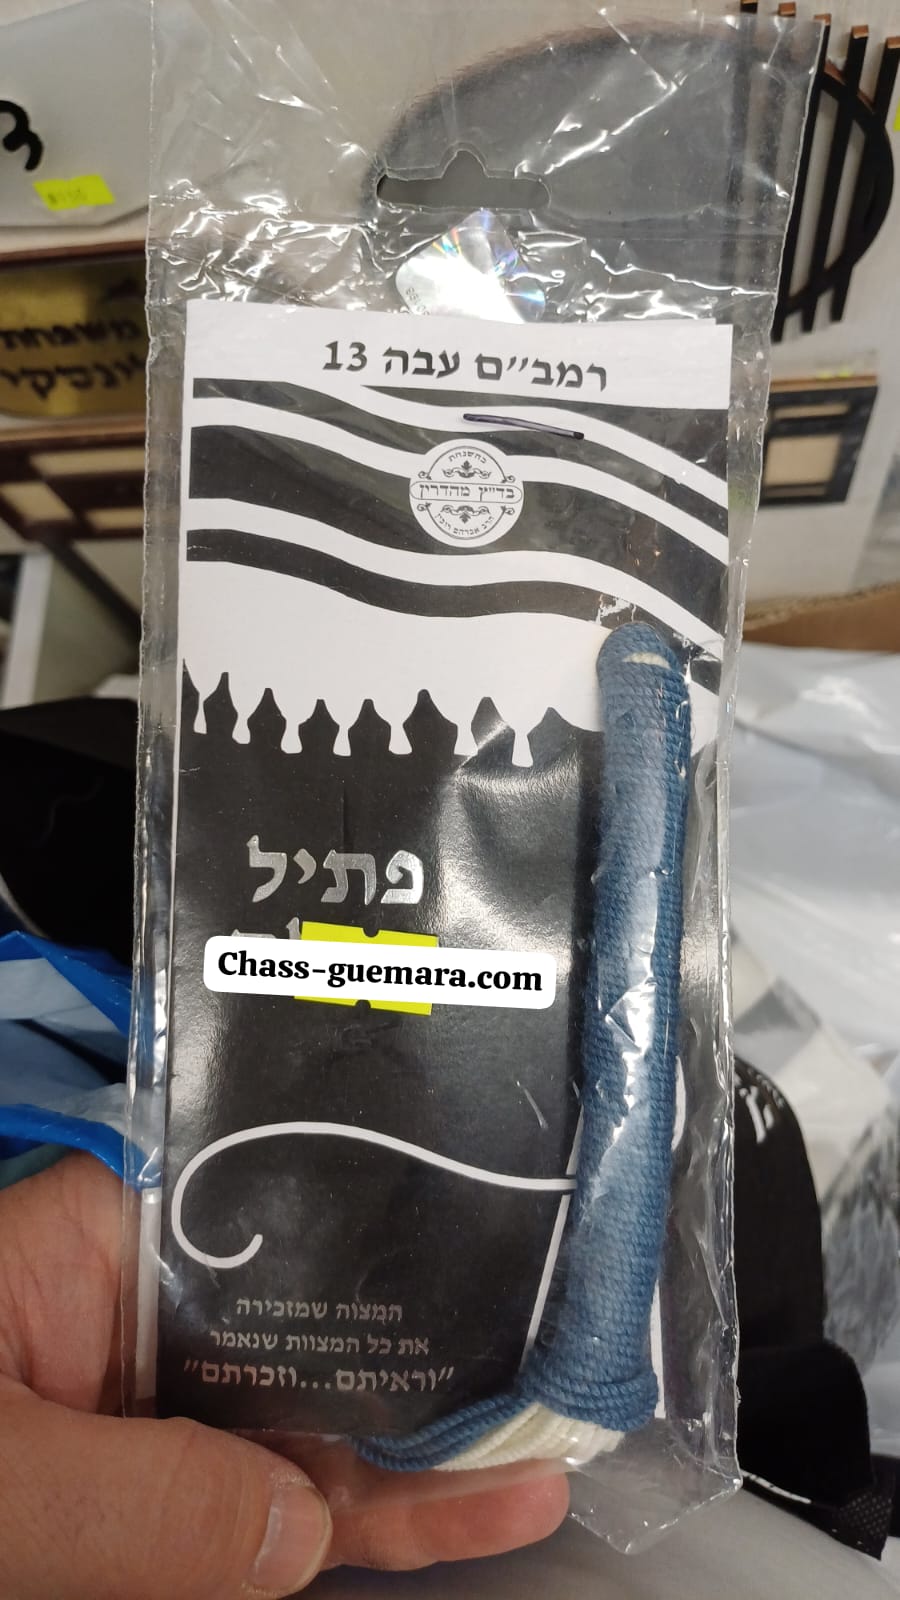 רמב״ם עבה 13
בהשגחת
בד״ץ מהדרין
הרב אברהם רובין
פתיל
Chass-guemara.com
המצוה שמזכירה
את כל המצוות שנאמר
"וראיתם...וזכרתם"
משפחת